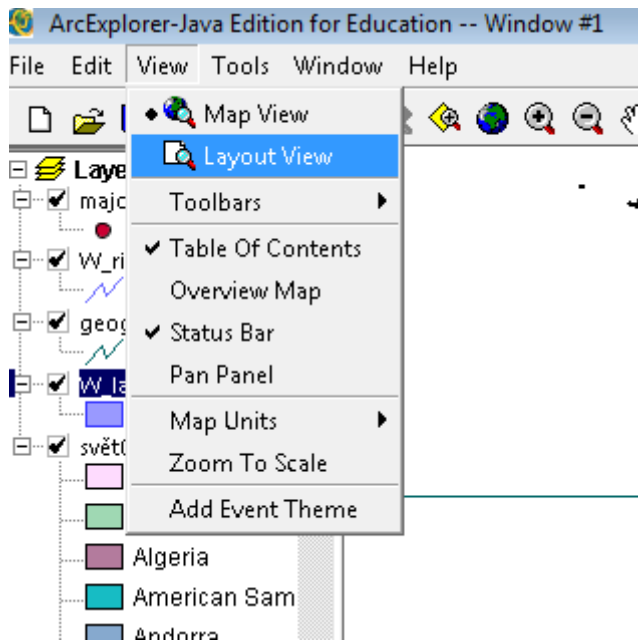 ArcExplorer-Java Edition for Education -- Window #1
File Edit View Tools Window Help
Map View
Layout View
Toolbars
Table Of Contents
Overview Map
Status Bar
Pan Panel
Map Units
Zoom To Scale
Add Event Theme
Laye
majc
W_ri
geog
W_la
svět
Algeria
American Sam
Andorra